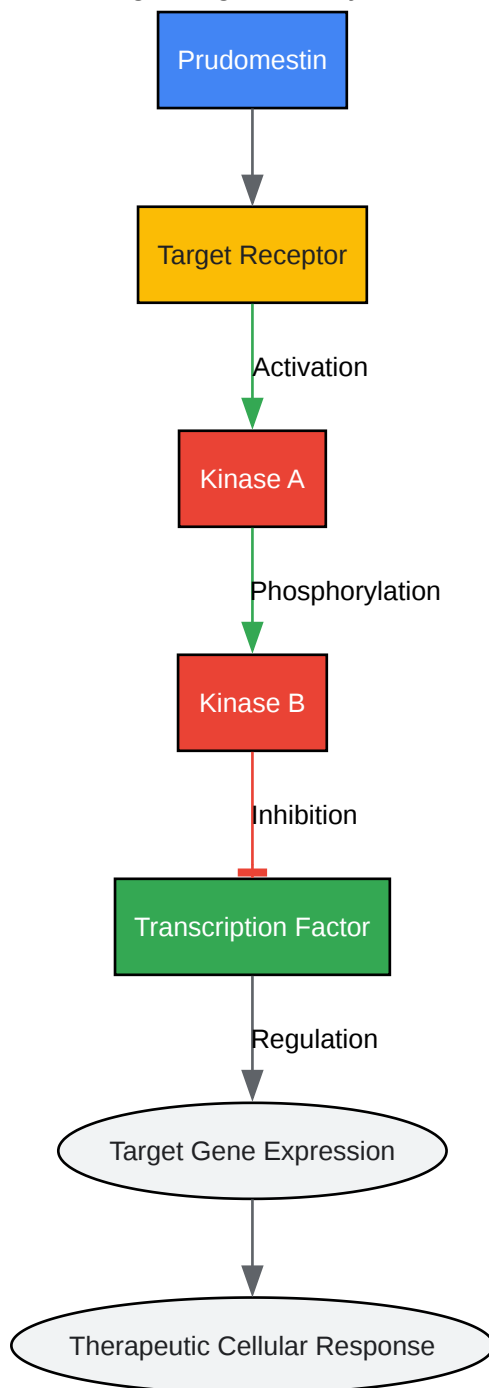 Prudomestin
Target Receptor
Activation
Kinase A
Phosphorylation
Kinase B
Inhibition
Transcription Factor
Regulation
Target Gene Expression
Therapeutic Cellular Response